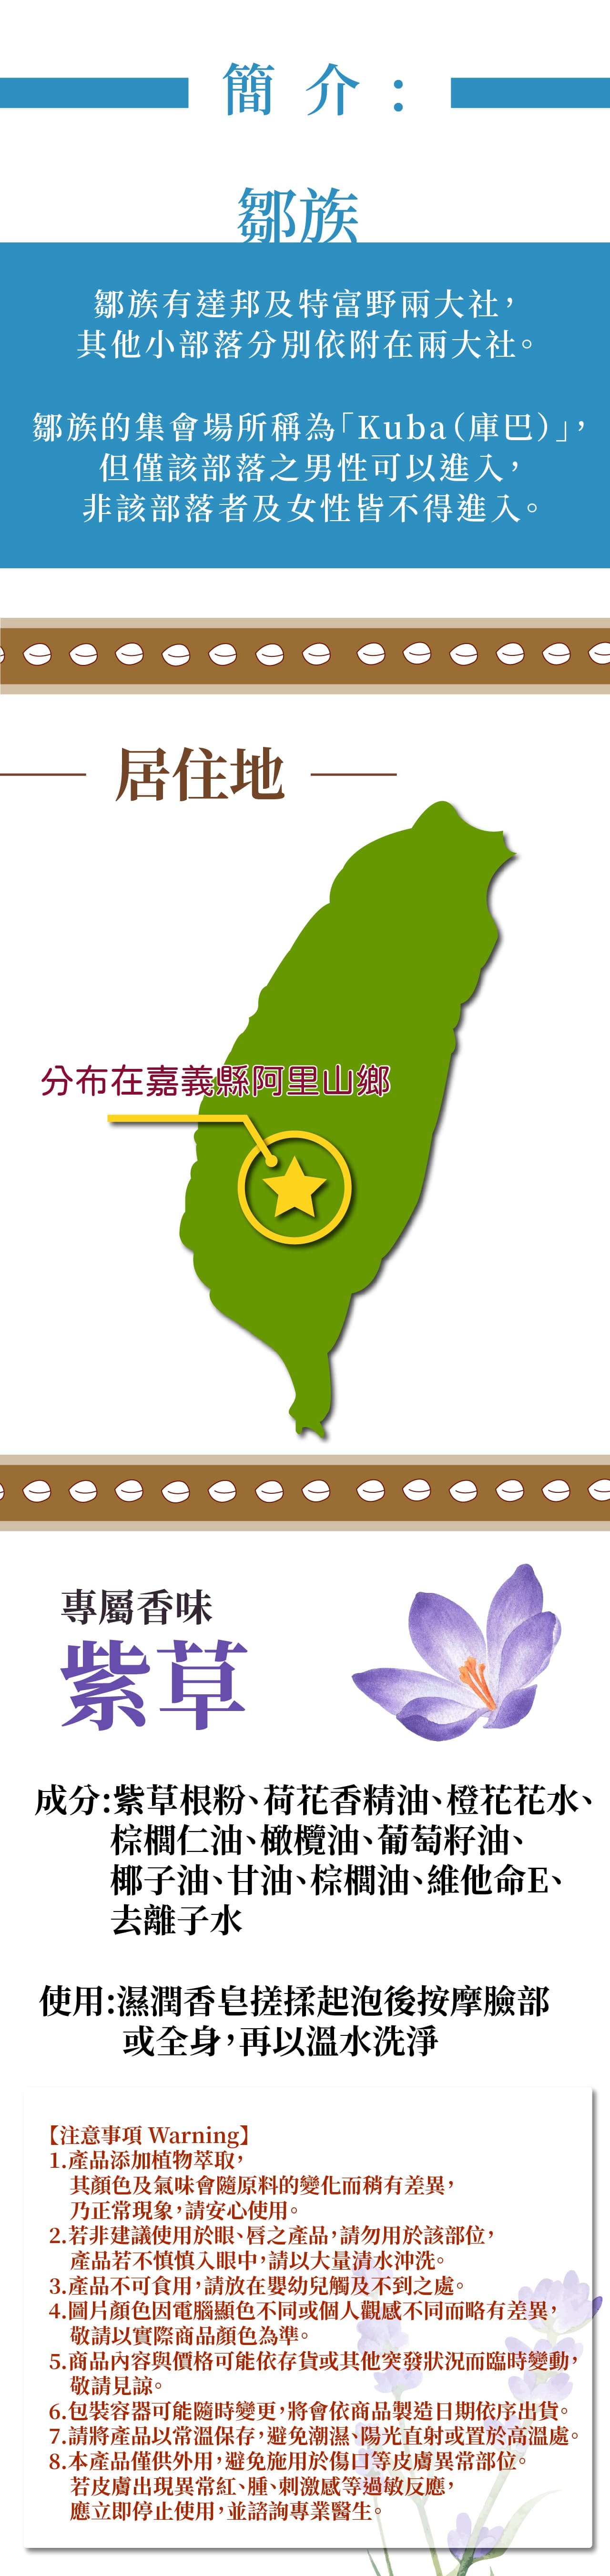 簡介：
鄒族
鄒族有達邦及特富野兩大社，
其他小部落分別依附在兩大社。
鄒族的集會場所稱為「Kuba（庫巴）」，
但僅該部落之男性可以進入，
非該部落者及女性皆不得進入。
居住地
分布在嘉義縣阿里山鄉
專屬香味
紫草
成分:紫草根粉、荷花香精油、橙花花水、
棕櫚仁油、橄欖油、葡萄籽油、
椰子油、甘油、棕櫚油、維他命E、
去離子水
使用:濕潤香皂搓揉起泡後按摩臉部
或全身，再以溫水洗淨
【注意事項 Warning】
1.產品添加植物萃取，
其顏色及氣味會隨原料的變化而稍有差異，
乃正常現象，請安心使用。
2.若非建議使用於眼、唇之產品，請勿用於該部位，
產品若不慎慎入眼中，請以大量清水沖洗。
3.產品不可食用，請放在嬰幼兒觸及不到之處。
4.圖片顏色因電腦顯色不同或個人觀感不同而略有差異，
敬請以實際商品顏色為準。
5.商品內容與價格可能依存貨或其他突發狀況而臨時變動，
敬請見諒。
6.包裝容器可能隨時變更，將會依商品製造日期依序出貨。
7.請將產品以常溫保存，避免潮濕、陽光直射或置於高溫處。
8.本產品僅供外用，避免施用於傷口等皮膚異常部位。
若皮膚出現異常紅、腫、刺激感等過敏反應，
應立即停止使用，並諮詢專業醫生。